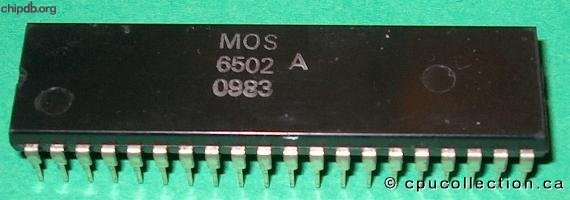 chipdb.org
MOS
6502 A
0983
© cpucollection.ca